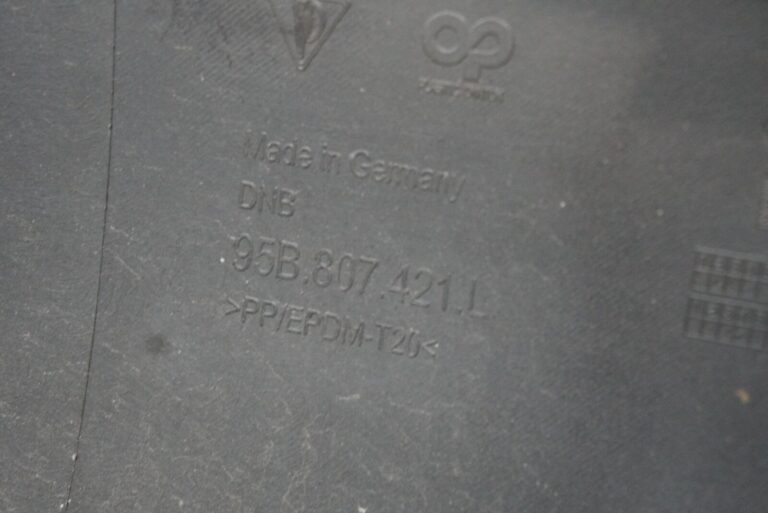 Made in Germany
DNB
95B.807.421.L
>PP/EPDM-T20<